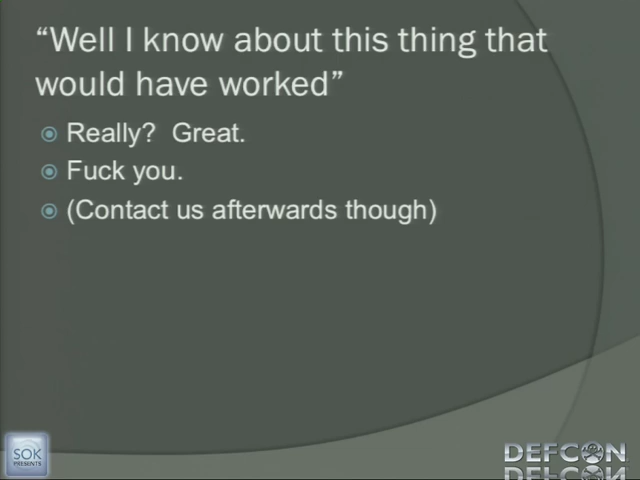 “Well I know about this thing that
would have worked”
Really? Great.
Fuck you.
(Contact us afterwards though)
SOK
PRESENTS
DEFCON